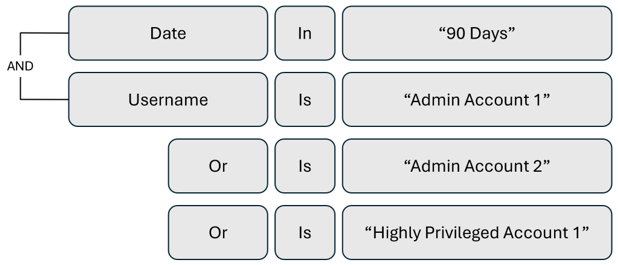 Date In “90 Days”
AND
Username Is “Admin Account 1”
Or Is “Admin Account 2”
Or Is “Highly Privileged Account 1”